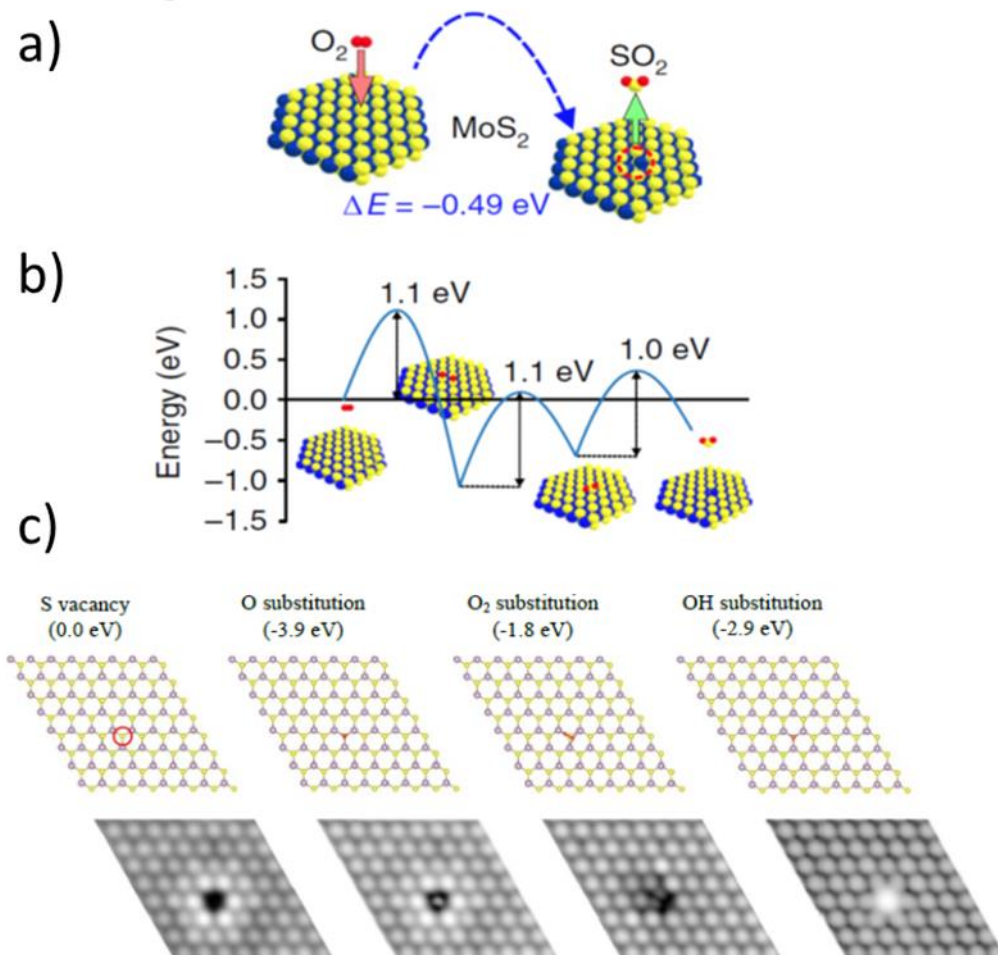 a)
O₂
SO₂
MoS₂
ΔE = −0.49 eV
b)
Energy (eV)
1.5
1.0
0.5
0.0
−0.5
−1.0
−1.5
1.1 eV
1.1 eV
1.0 eV
c)
S vacancy
(0.0 eV)
O substitution
(-3.9 eV)
O₂ substitution
(-1.8 eV)
OH substitution
(-2.9 eV)